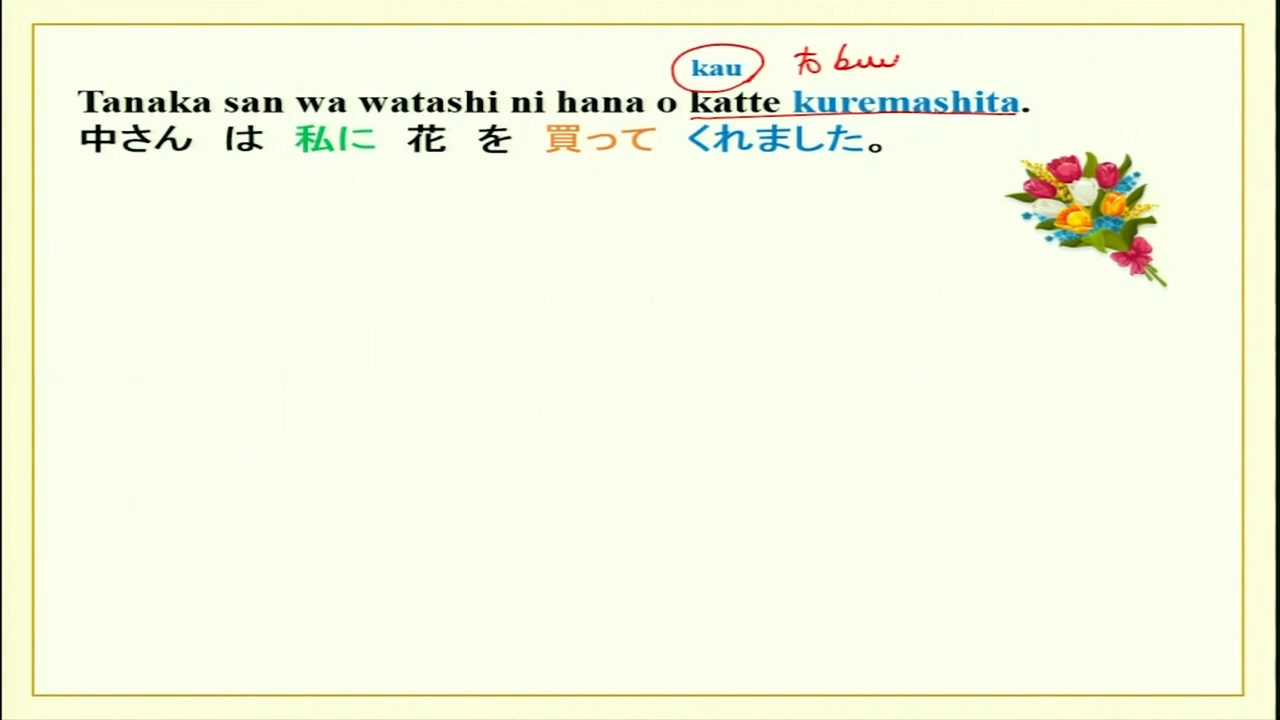 kau to buy
Tanaka san wa watashi ni hana o katte kuremashita.
中さん は 私に 花 を 買って くれました。